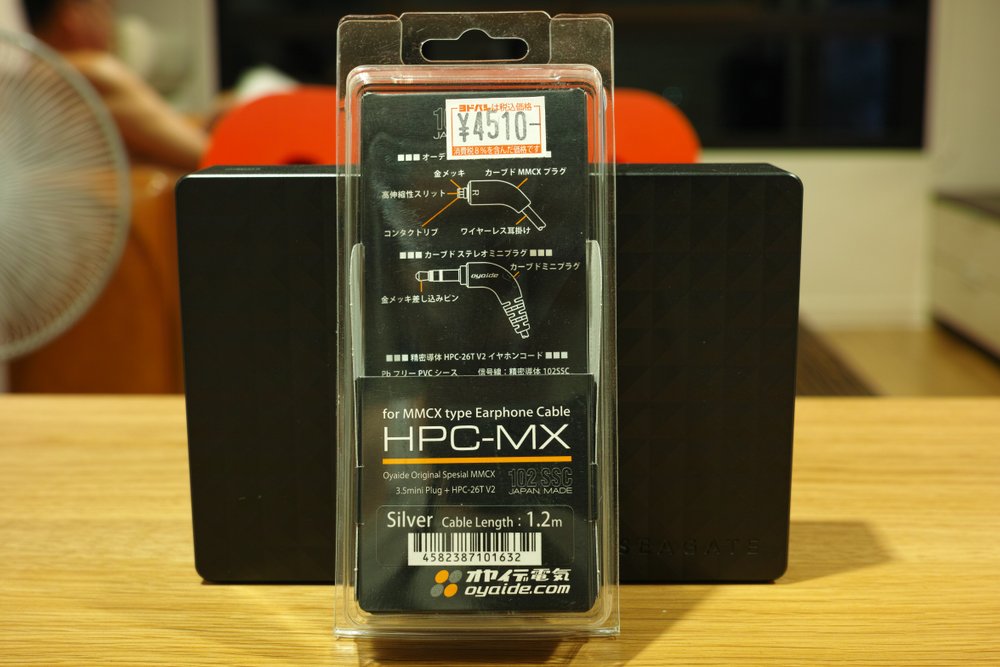 ヨドバシは税込価格
¥4510-
消費税8%を含んだ価格です
■■■ オーデ
金メッキ カーブド MMCX プラグ
高伸縮性スリット
R
コンタクトリブ ワイヤーレス耳掛け
■■■ カーブドステレオミニプラグ ■■■
oyaide カーブドミニプラグ
金メッキ差し込みピン
■■■ 精密導体 HPC-26T V2 イヤホンコード ■■■
Pb フリー PVC シース 信号線:精密導体 102SSC
for MMCX type Earphone Cable
HPC-MX
Oyaide Original Spesial MMCX
3.5mini Plug + HPC-26T V2
102 SSC
JAPAN MADE
Silver Cable Length : 1.2m
4582387101632
オヤイデ電気
oyaide.com
SEAGATE